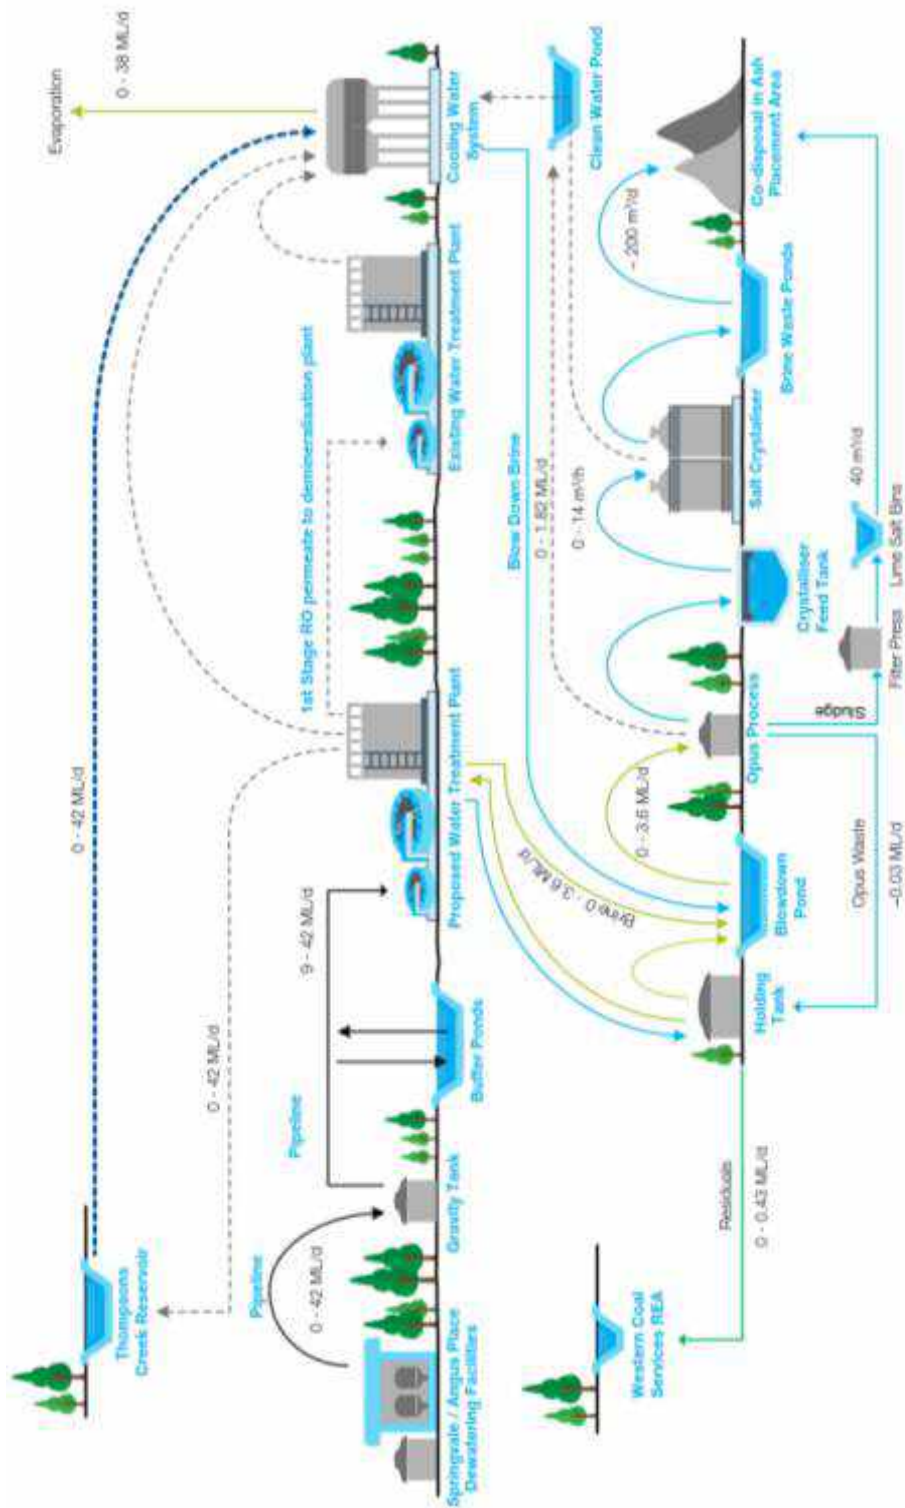 Evaporation
0 - 38 ML/d
0 - 42 ML/d
Thompsons
Creek Reservoir
0 - 42 ML/d
1st Stage RO permeate to demineralisation plant
Pipeline
0 - 42 ML/d
Pipeline
9 - 42 ML/d
Springvale / Angus Place
Dewatering Facilities
Gravity Tank
Buffer Ponds
Proposed Water Treatment Plant
Existing Water Treatment Plant
Cooling Water
System
Blow Down Brine
Clean Water Pond
0 - 1.82 ML/d
0 - 14 m³/h
~ 200 m³/d
Brine 0 - 3.6 ML/d
0 - 3.6 ML/d
Western Coal
Services REA
Residuals
0 - 0.43 ML/d
Holding
Tank
Blowdown
Pond
Opus Process
Crystalliser
Feed Tank
Salt Crystaliser
Brine Waste Ponds
Co-disposal in Ash
Placement Area
Opus Waste
~0.03 ML/d
Sludge
Filter Press
Lime Salt Bins
40 m³/d